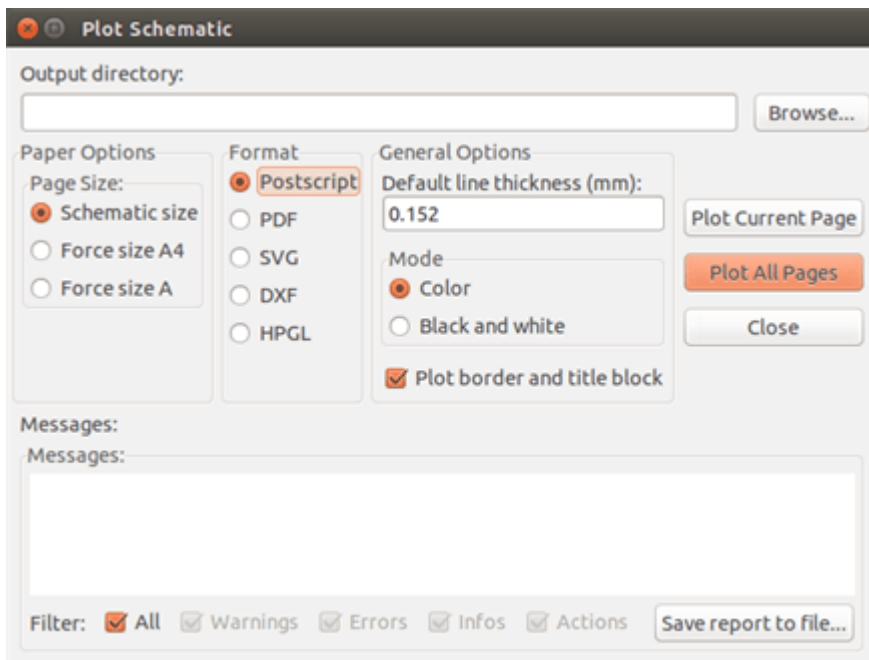 Plot Schematic
Output directory:
Browse...
Paper Options
Page Size:
Schematic size
Force size A4
Force size A
Format
Postscript
PDF
SVG
DXF
HPGL
General Options
Default line thickness (mm):
0.152
Mode
Color
Black and white
Plot border and title block
Plot Current Page
Plot All Pages
Close
Messages:
Messages:
Filter: All Warnings Errors Infos Actions Save report to file...